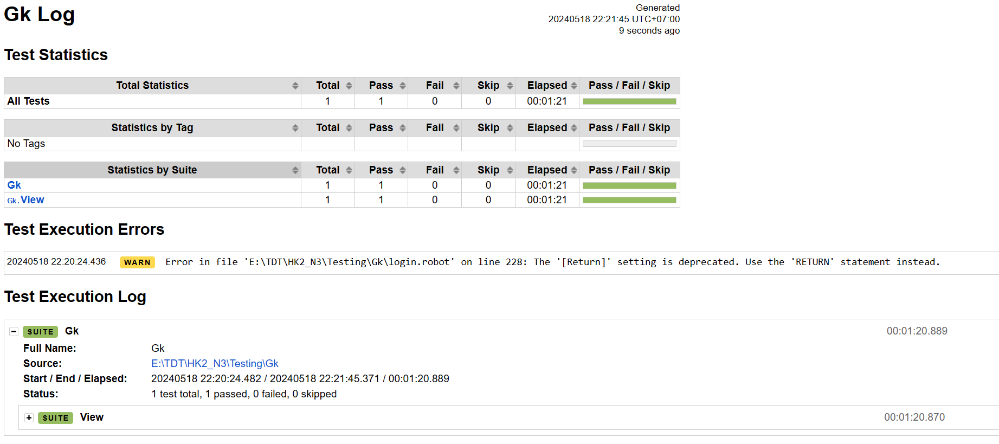 Gk Log
Generated
20240518 22:21:45 UTC+07:00
9 seconds ago
Test Statistics
Total Statistics Total Pass Fail Skip Elapsed Pass / Fail / Skip
All Tests 1 1 0 0 00:01:21
Statistics by Tag Total Pass Fail Skip Elapsed Pass / Fail / Skip
No Tags
Statistics by Suite Total Pass Fail Skip Elapsed Pass / Fail / Skip
Gk 1 1 0 0 00:01:21
Gk.View 1 1 0 0 00:01:21
Test Execution Errors
20240518 22:20:24.436 WARN Error in file 'E:\TDT\HK2_N3\Testing\Gk\login.robot' on line 228: The '[Return]' setting is deprecated. Use the 'RETURN' statement instead.
Test Execution Log
SUITE Gk 00:01:20.889
Full Name: Gk
Source: E:\TDT\HK2_N3\Testing\Gk
Start / End / Elapsed: 20240518 22:20:24.482 / 20240518 22:21:45.371 / 00:01:20.889
Status: 1 test total, 1 passed, 0 failed, 0 skipped
SUITE View 00:01:20.870